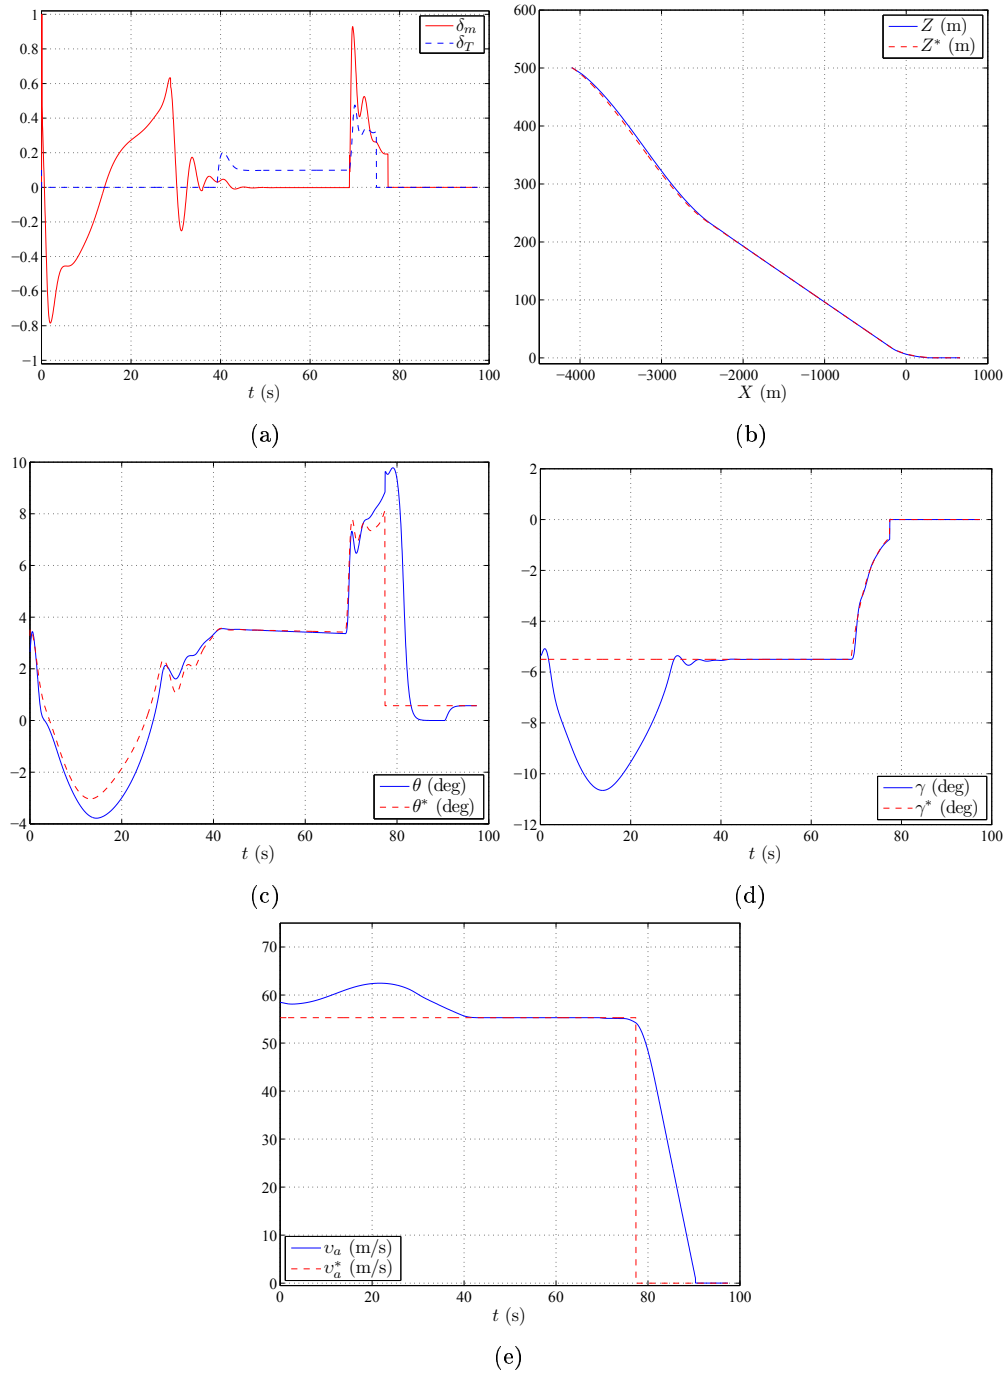 1
0.8
0.6
0.4
0.2
0
−0.2
−0.4
−0.6
−0.8
−1
0 20 40 60 80 100
t (s)
δm
δT
(a)
600
500
400
300
200
100
0
−4000 −3000 −2000 −1000 0 1000
X (m)
Z (m)
Z* (m)
(b)
10
8
6
4
2
0
−2
−4
0 20 40 60 80 100
t (s)
θ (deg)
θ* (deg)
(c)
2
0
−2
−4
−6
−8
−10
−12
0 20 40 60 80 100
t (s)
γ (deg)
γ* (deg)
(d)
70
60
50
40
30
20
10
0
0 20 40 60 80 100
t (s)
va (m/s)
va* (m/s)
(e)